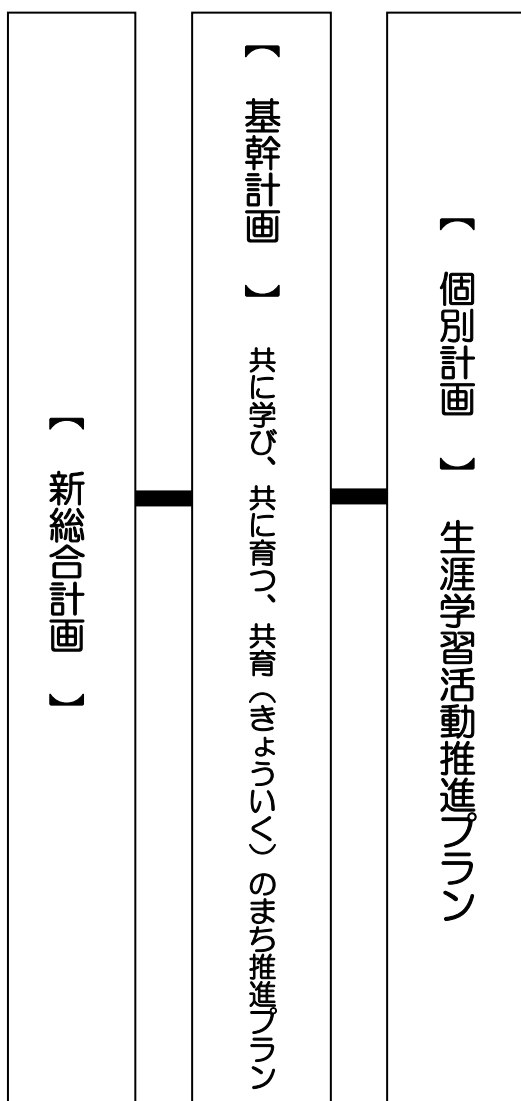 【 個別計画 】 生涯学習活動推進プラン
【 基幹計画 】 共に学び、共に育つ、共育（きょういく）のまち推進プラン
【 新総合計画 】